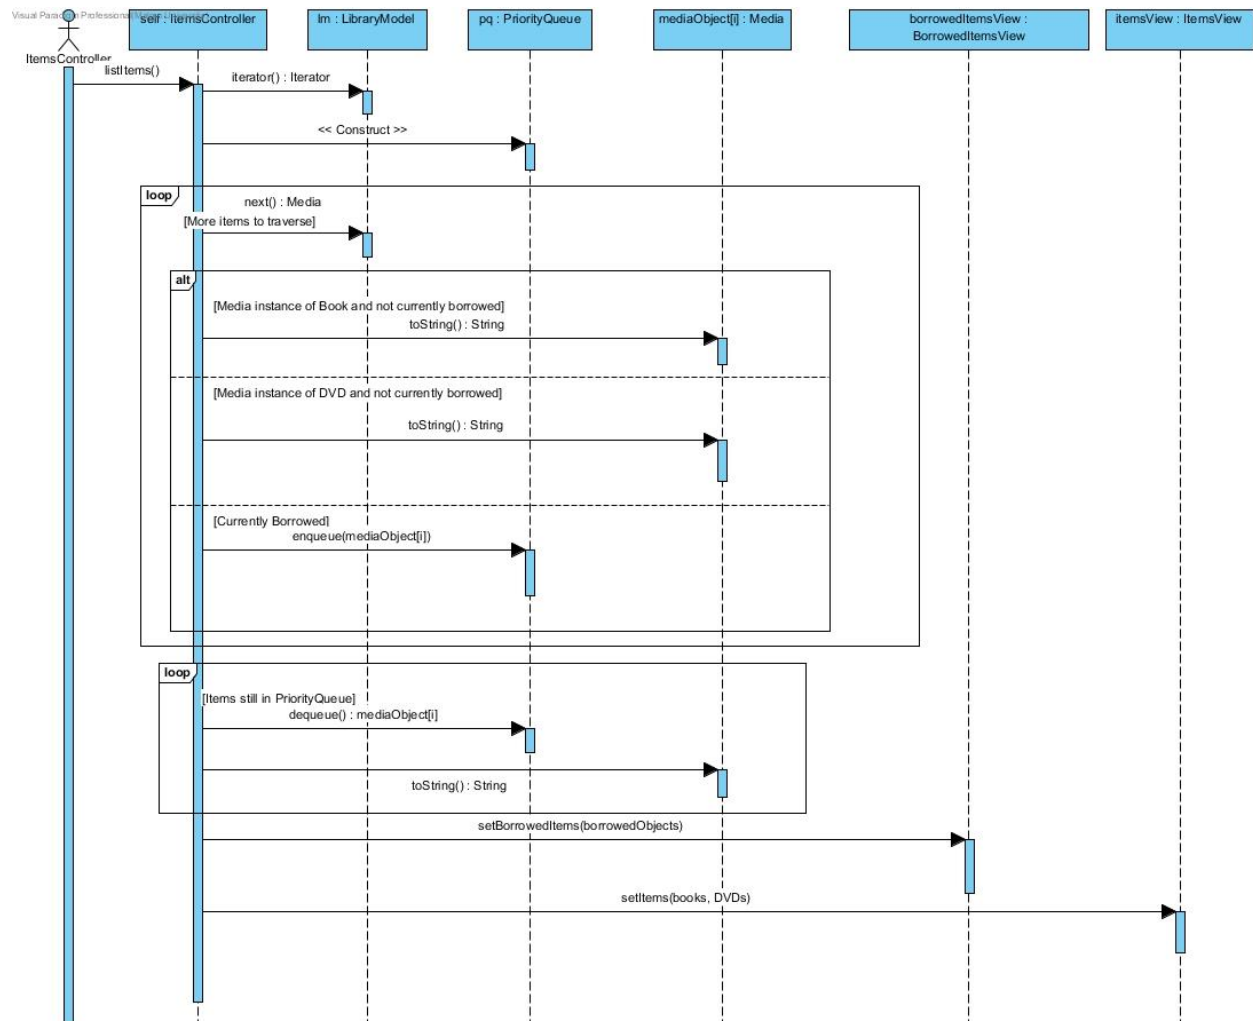 Visual Paradigm Professional
self : ItemsController
lm : LibraryModel
pq : PriorityQueue
mediaObject[i] : Media
borrowedItemsView :
BorrowedItemsView
itemsView : ItemsView
ItemsController
listItems()
iterator() : Iterator
<< Construct >>
loop
next() : Media
[More items to traverse]
alt
[Media instance of Book and not currently borrowed]
toString() : String
[Media instance of DVD and not currently borrowed]
toString() : String
[Currently Borrowed]
enqueue(mediaObject[i])
loop
[Items still in PriorityQueue]
dequeue() : mediaObject[i]
toString() : String
setBorrowedItems(borrowedObjects)
setItems(books, DVDs)